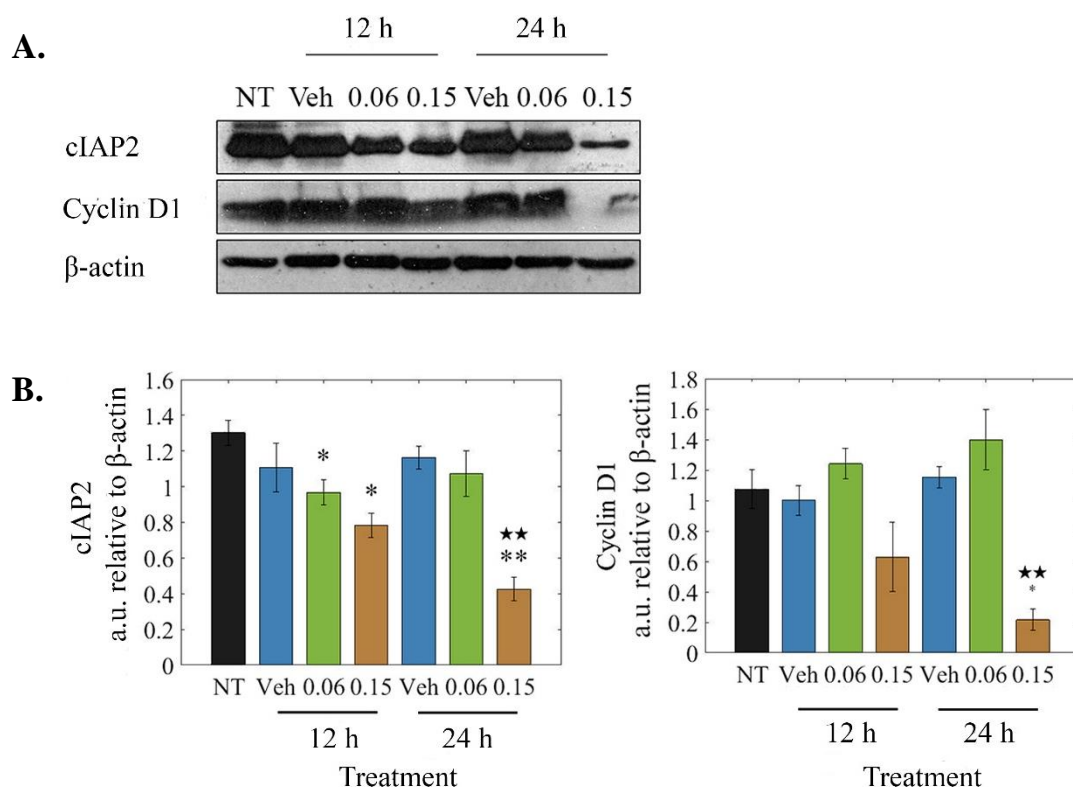 A.
12 h 24 h
NT Veh 0.06 0.15 Veh 0.06 0.15
cIAP2
Cyclin D1
β-actin
B.
cIAP2
a.u. relative to β-actin
1.6
1.4
1.2
1
0.8
0.6
0.4
0.2
0
*
*
★★
**
NT Veh 0.06 0.15 Veh 0.06 0.15
12 h 24 h
Treatment
Cyclin D1
a.u. relative to β-actin
1.8
1.6
1.4
1.2
1
0.8
0.6
0.4
0.2
0
★★
*
NT Veh 0.06 0.15 Veh 0.06 0.15
12 h 24 h
Treatment